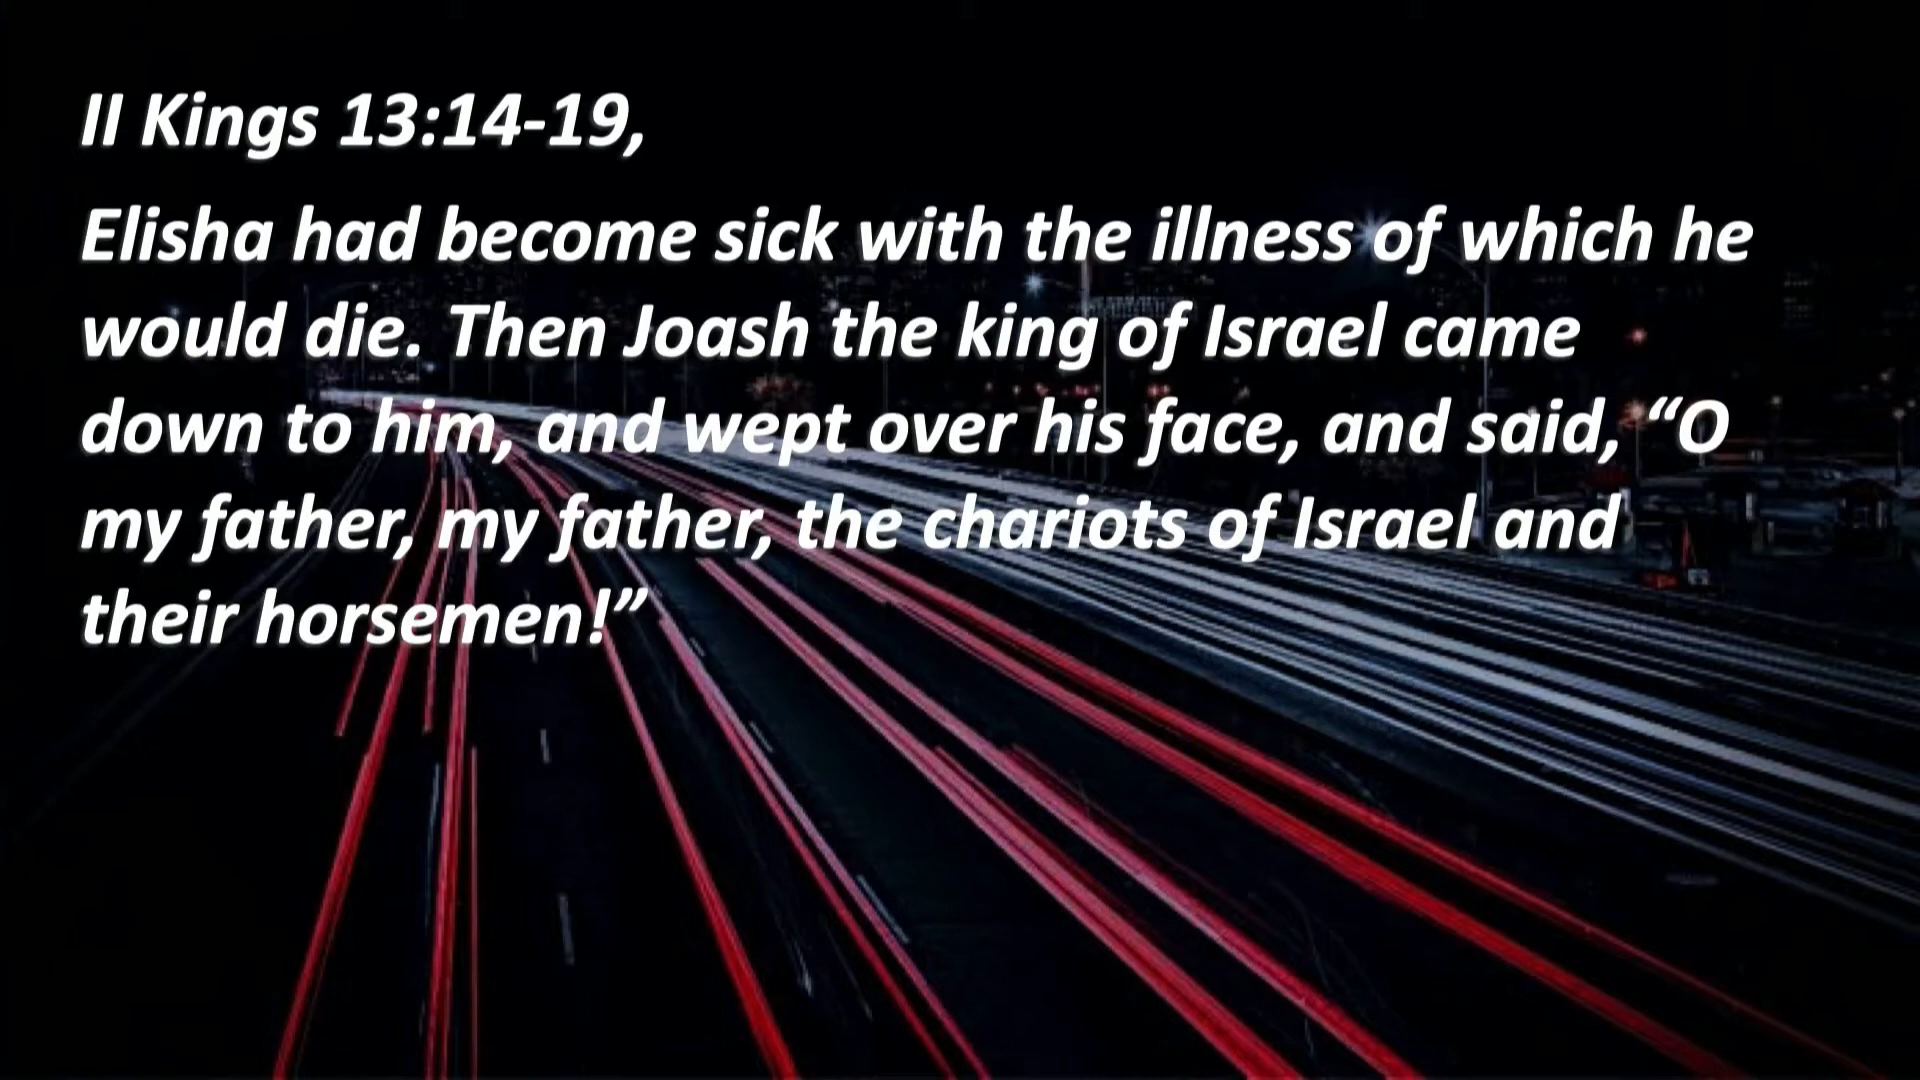 II Kings 13:14-19,
Elisha had become sick with the illness of which he
would die. Then Joash the king of Israel came
down to him, and wept over his face, and said, “O
my father, my father, the chariots of Israel and
their horsemen!”